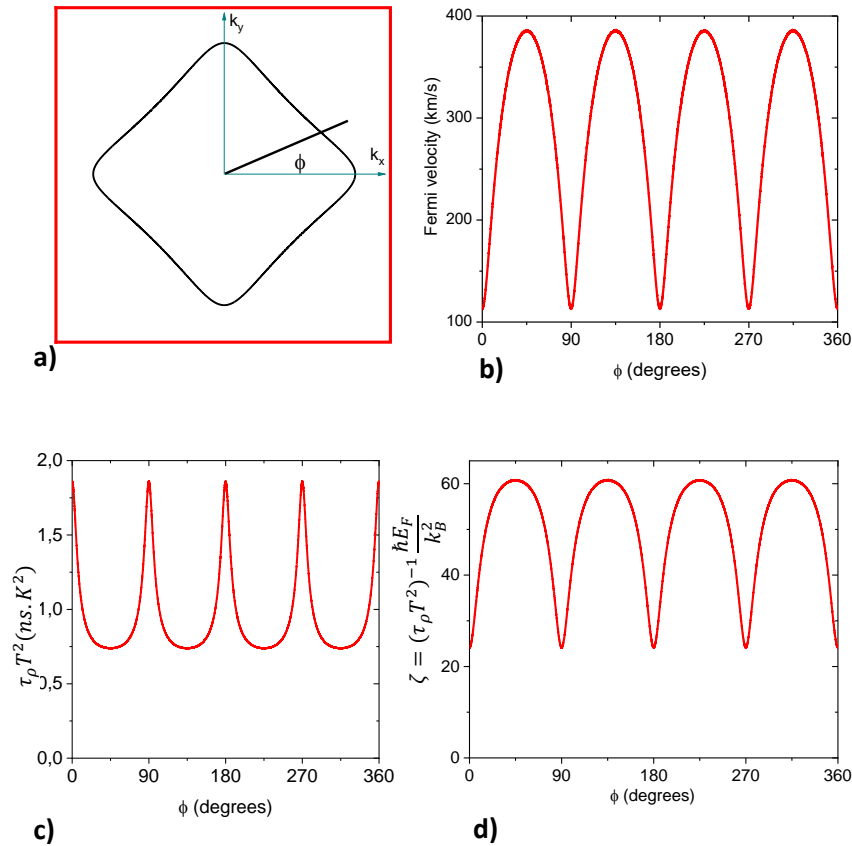 k_y
k_x
ϕ
a)
Fermi velocity (km/s)
400
300
200
100
0 90 180 270 360
ϕ (degrees)
b)
τ_ρT²(ns.K²)
2,0
1,5
1,0
0,5
0,0
0 90 180 270 360
ϕ (degrees)
c)
ζ = (τ_ρT²)⁻¹ ℏE_F / k_B²
60
40
20
0
0 90 180 270 360
ϕ (degrees)
d)